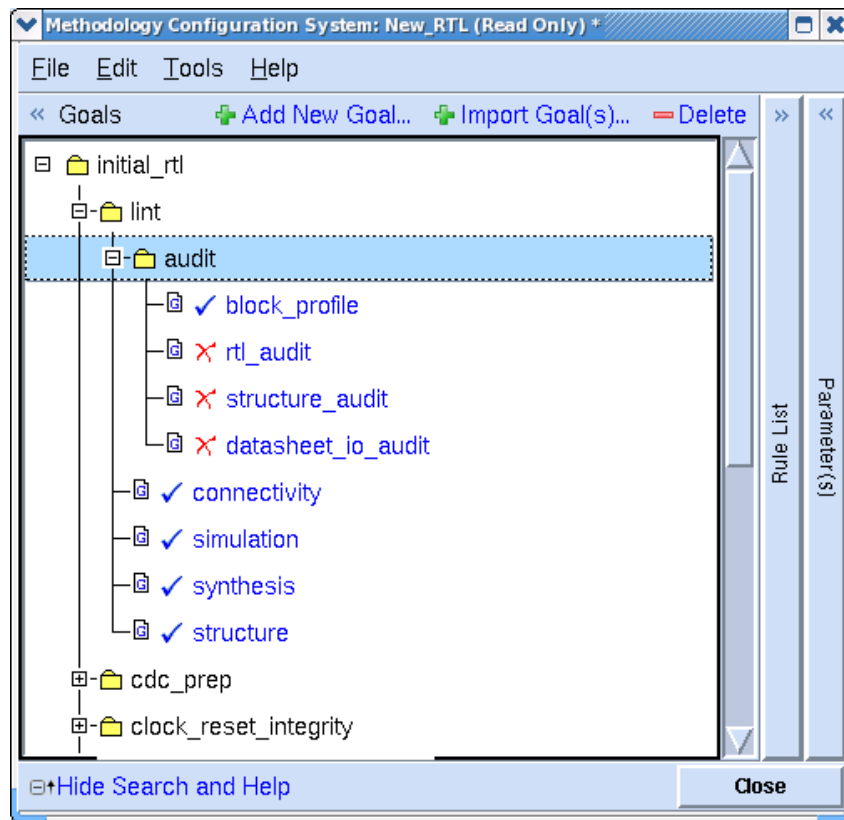 Methodology Configuration System: New_RTL (Read Only) *
File Edit Tools Help
« Goals Add New Goal... Import Goal(s)... Delete » «
initial_rtl
lint
audit
G block_profile
G rtl_audit
G structure_audit
G datasheet_io_audit
G connectivity
G simulation
G synthesis
G structure
cdc_prep
clock_reset_integrity
Rule List
Parameter(s)
Hide Search and Help Close